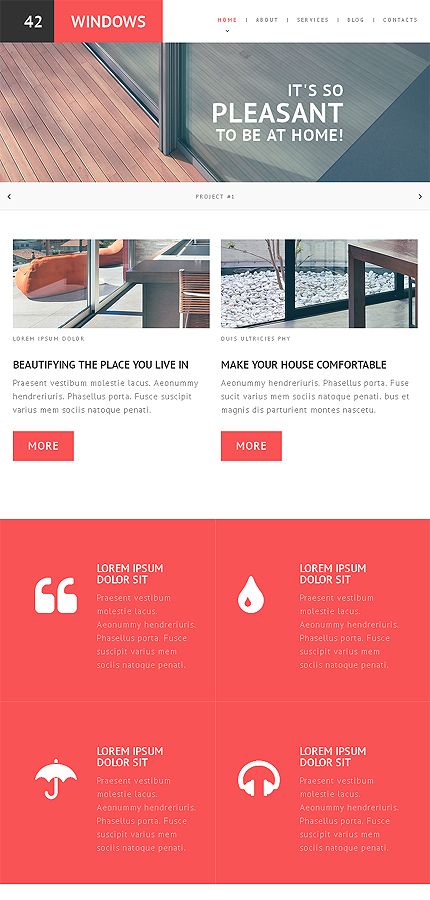 42 WINDOWS
HOME | ABOUT | SERVICES | BLOG | CONTACTS
IT'S SO
PLEASANT
TO BE AT HOME!
PROJECT #1
LOREM IPSUM DOLOR
BEAUTIFYING THE PLACE YOU LIVE IN
Praesent vestibum molestie lacus. Aeonummy
hendreriuris. Phasellus porta. Fusce suscipit
varius mem sociis natoque penati.
MORE
DUIS ULTRICIES PHY
MAKE YOUR HOUSE COMFORTABLE
Aeonummy hendreriuris. Phasellus porta. Fuse
sucit varius mem sociis natoque penati. bus et
magnis dis parturient montes nascetu.
MORE
LOREM IPSUM
DOLOR SIT
Praesent vestibum
molestie lacus.
Aeonummy hendreriuris.
Phasellus porta. Fusce
suscipit varius mem
sociis natoque penati.
LOREM IPSUM
DOLOR SIT
Praesent vestibum
molestie lacus.
Aeonummy hendreriuris.
Phasellus porta. Fusce
suscipit varius mem
sociis natoque penati.
LOREM IPSUM
DOLOR SIT
Praesent vestibum
molestie lacus.
Aeonummy hendreriuris.
Phasellus porta. Fusce
suscipit varius mem
sociis natoque penati.
LOREM IPSUM
DOLOR SIT
Praesent vestibum
molestie lacus.
Aeonummy hendreriuris.
Phasellus porta. Fusce
suscipit varius mem
sociis natoque penati.